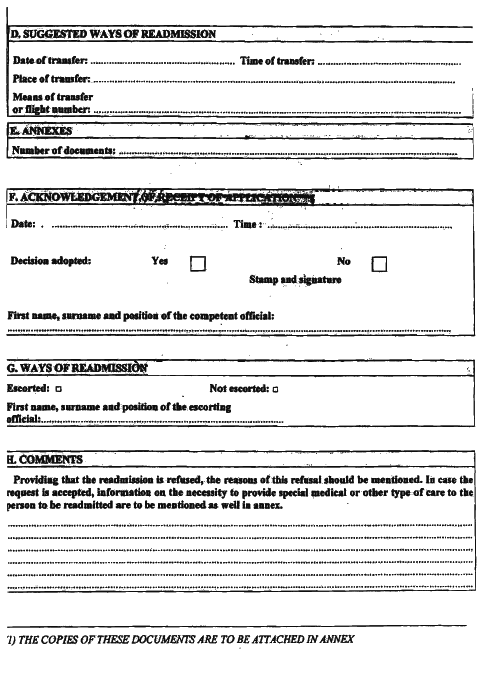 D. SUGGESTED WAYS OF READMISSION
Date of transfer: ........................................ Time of transfer: ........................................
Place of transfer: ........................................
Means of transfer
or flight number: ........................................
E. ANNEXES
Number of documents: ........................................
F. ACKNOWLEDGEMENT OF RECEIPT OF APPLICATION
Date: . ........................................ Time : ........................................
Decision adopted: Yes ☐ No ☐
Stamp and signature
First name, surname and position of the competent official:
........................................
G. WAYS OF READMISSION
Escorted: ☐ Not escorted: ☐
First name, surname and position of the escorting
official:........................................
H. COMMENTS
Providing that the readmission is refused, the reasons of this refusal should be mentioned. In case the
request is accepted, information on the necessity to provide special medical or other type of care to the
person to be readmitted are to be mentioned as well in annex.
........................................
........................................
........................................
........................................
........................................
........................................
1) THE COPIES OF THESE DOCUMENTS ARE TO BE ATTACHED IN ANNEX